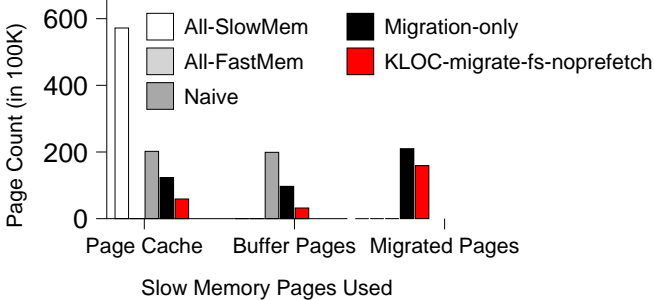 Page Count (in 100K)
600
400
200
0
All-SlowMem
All-FastMem
Naive
Migration-only
KLOC-migrate-fs-noprefetch
Page Cache
Buffer Pages
Migrated Pages
Slow Memory Pages Used